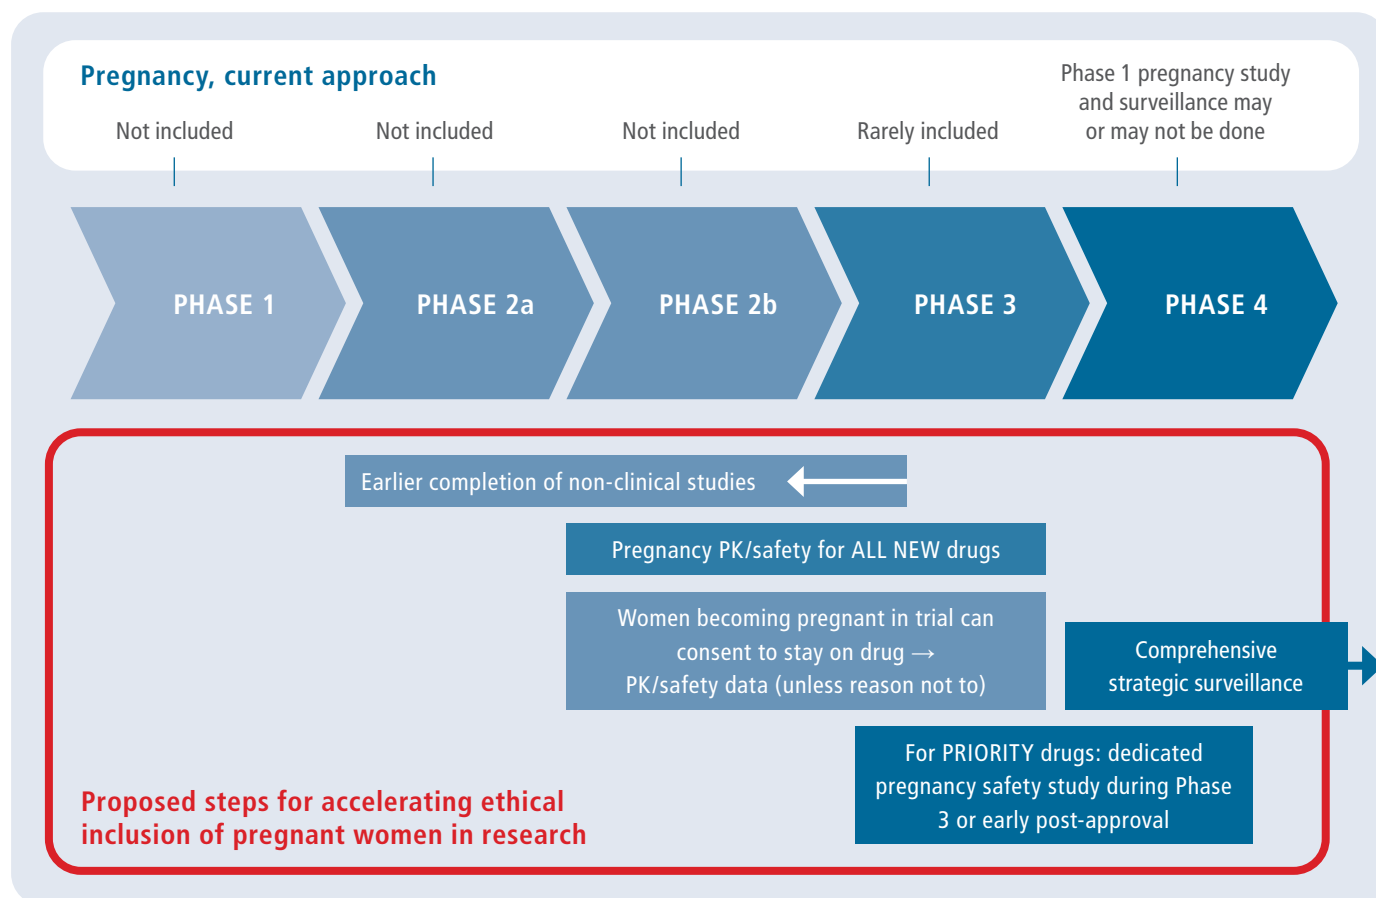 Pregnancy, current approach
Not included
Not included
Not included
Rarely included
Phase 1 pregnancy study
and surveillance may
or may not be done
PHASE 1
PHASE 2a
PHASE 2b
PHASE 3
PHASE 4
Earlier completion of non-clinical studies
Pregnancy PK/safety for ALL NEW drugs
Women becoming pregnant in trial can
consent to stay on drug →
PK/safety data (unless reason not to)
Comprehensive
strategic surveillance
For PRIORITY drugs: dedicated
pregnancy safety study during Phase
3 or early post-approval
Proposed steps for accelerating ethical
inclusion of pregnant women in research